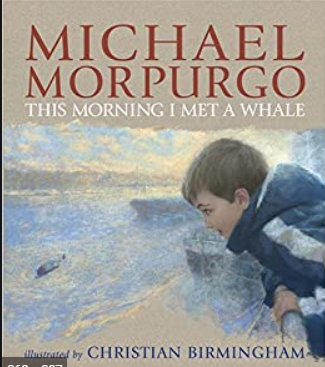 MICHAEL
MORPURGO
THIS MORNING I MET A WHALE
illustrated by CHRISTIAN BIRMINGHAM